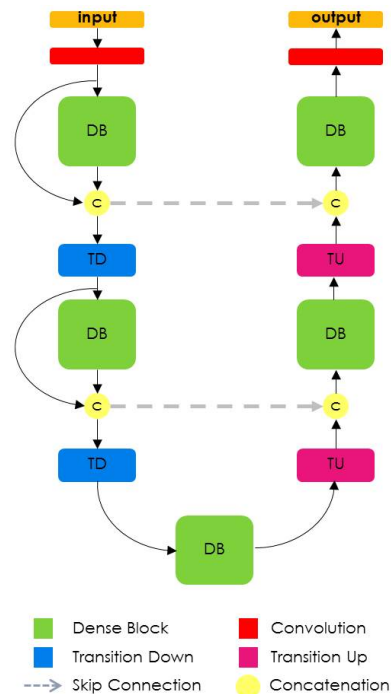 input output
DB DB
C C
TD TU
DB DB
C C
TD TU
DB
Dense Block Convolution
Transition Down Transition Up
Skip Connection Concatenation